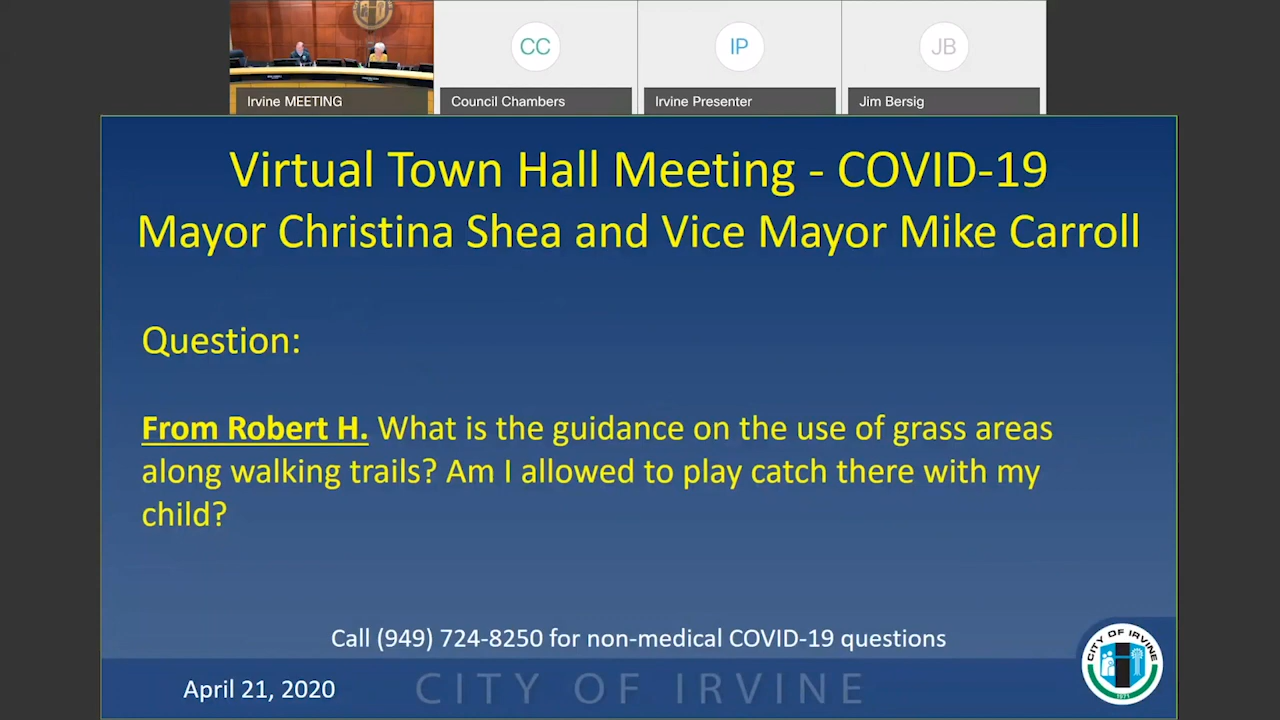 CC
IP
JB
Irvine MEETING
Council Chambers
Irvine Presenter
Jim Bersig
Virtual Town Hall Meeting - COVID-19
Mayor Christina Shea and Vice Mayor Mike Carroll
Question:
From Robert H. What is the guidance on the use of grass areas
along walking trails? Am I allowed to play catch there with my
child?
Call (949) 724-8250 for non-medical COVID-19 questions
April 21, 2020
CITY OF IRVINE
CITY OF IRVINE
1971